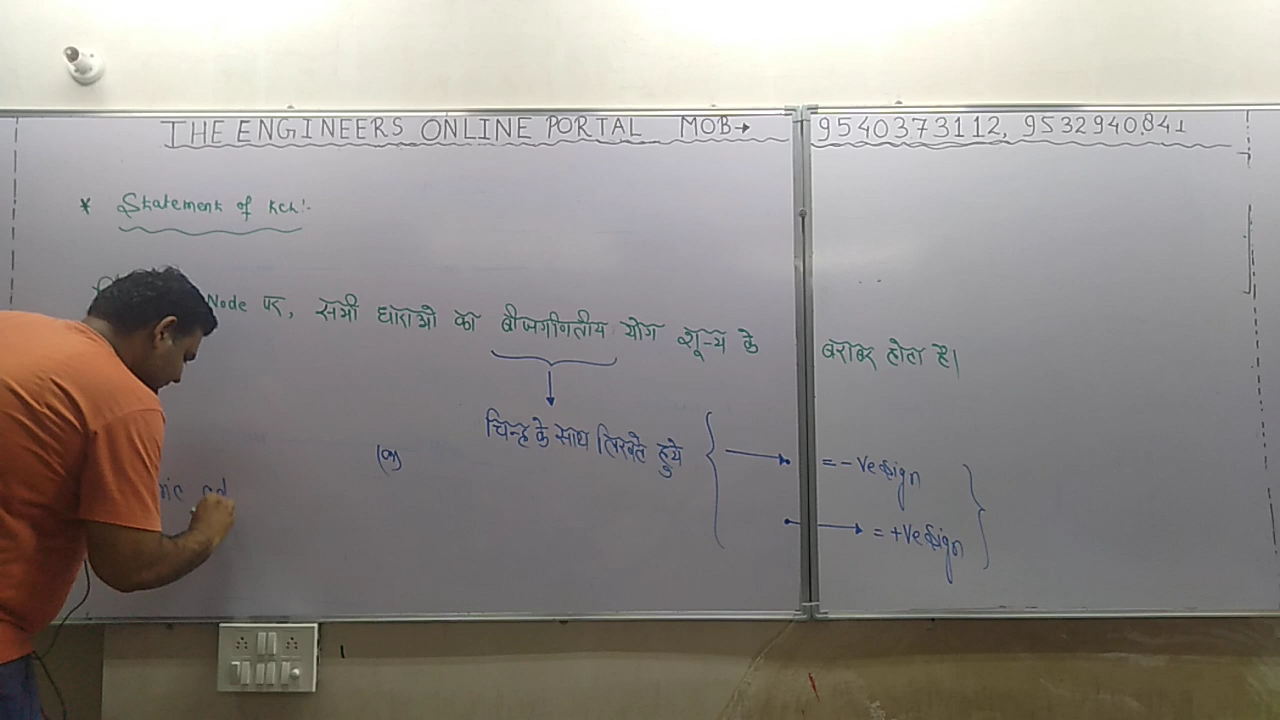 THE ENGINEERS ONLINE PORTAL MOB→ 9540373112, 9532940841
* Statement of KCL:-
Node पर, सभी धाराओ का बीजगणितीय योग शून्य के बराबर होता है।
चिन्ह के साथ लिखते हुये
= -Ve sign
(or)
= +Ve sign